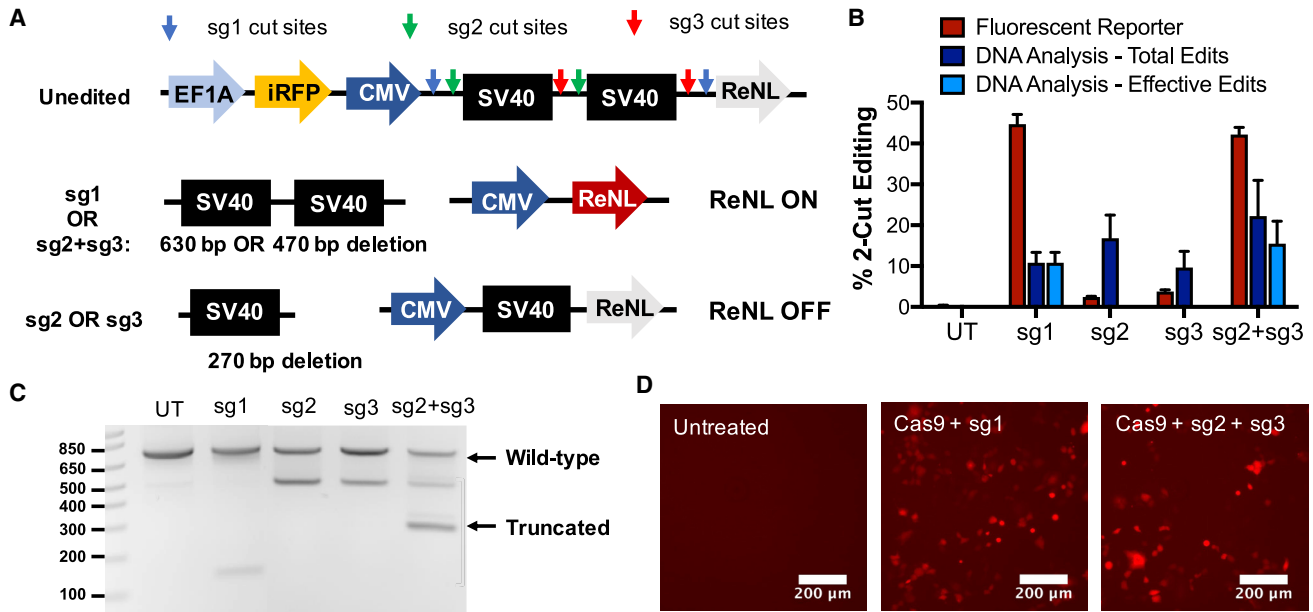 A
sg1 cut sites
sg2 cut sites
sg3 cut sites
Unedited
EF1A
iRFP
CMV
SV40
SV40
ReNL
sg1
OR
sg2+sg3:
SV40
SV40
630 bp OR 470 bp deletion
CMV
ReNL
ReNL ON
sg2 OR sg3
SV40
270 bp deletion
CMV
SV40
ReNL
ReNL OFF
B
Fluorescent Reporter
DNA Analysis - Total Edits
DNA Analysis - Effective Edits
% 2-Cut Editing
50
40
30
20
10
0
UT
sg1
sg2
sg3
sg2+sg3
C
UT
sg1
sg2
sg3
sg2+sg3
850
650
500
400
300
200
100
Wild-type
Truncated
D
Untreated
200 μm
Cas9 + sg1
200 μm
Cas9 + sg2 + sg3
200 μm